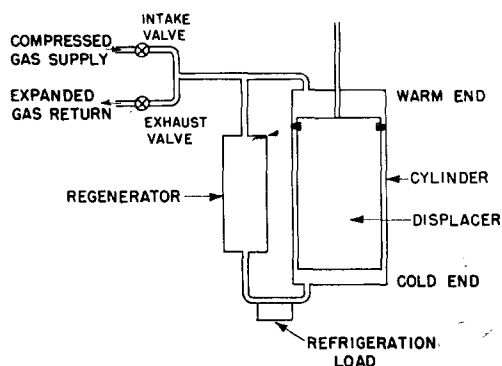 INTAKE
VALVE
COMPRESSED
GAS SUPPLY
EXPANDED
GAS RETURN
EXHAUST
VALVE
WARM END
REGENERATOR
CYLINDER
DISPLACER
COLD END
REFRIGERATION
LOAD